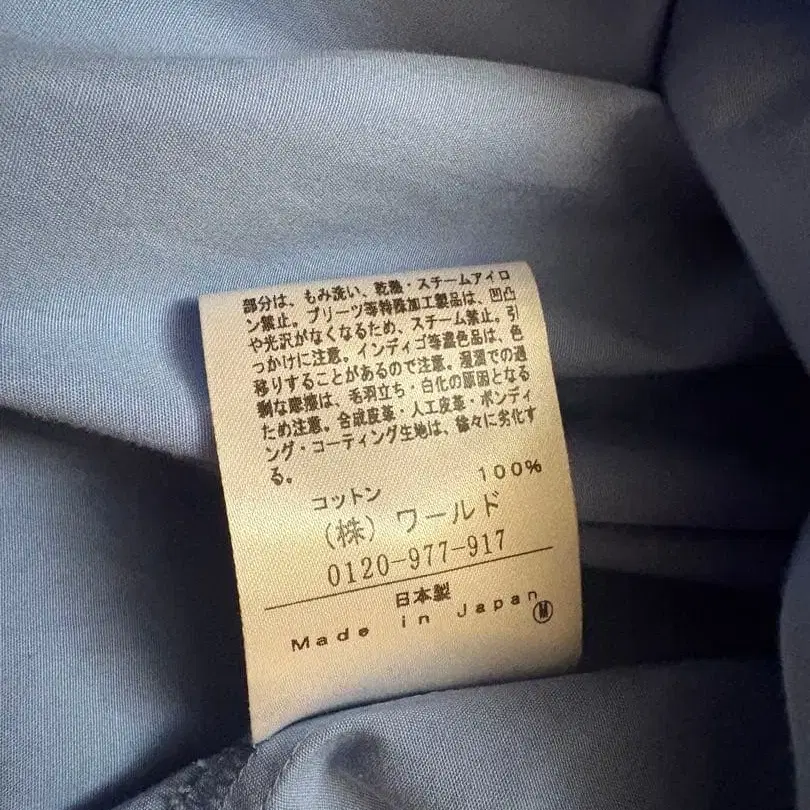 部分は、もみ洗い、乾燥・スチームアイロ
ン禁止。プリーツ等特殊加工製品は、凹凸
や光沢がなくなるため、スチーム禁止。引
っかけに注意。インディゴ等濃色品は、色
移りすることがあるので注意。湿潤での過
剰な摩擦は、毛羽立ち・白化の原因となる
ため注意。合成皮革・人工皮革・ボンディ
ング・コーティング生地は、徐々に劣化す
る。
コットン 100%
（株）ワールド
0120-977-917
日本製
Made in Japan Ⓜ